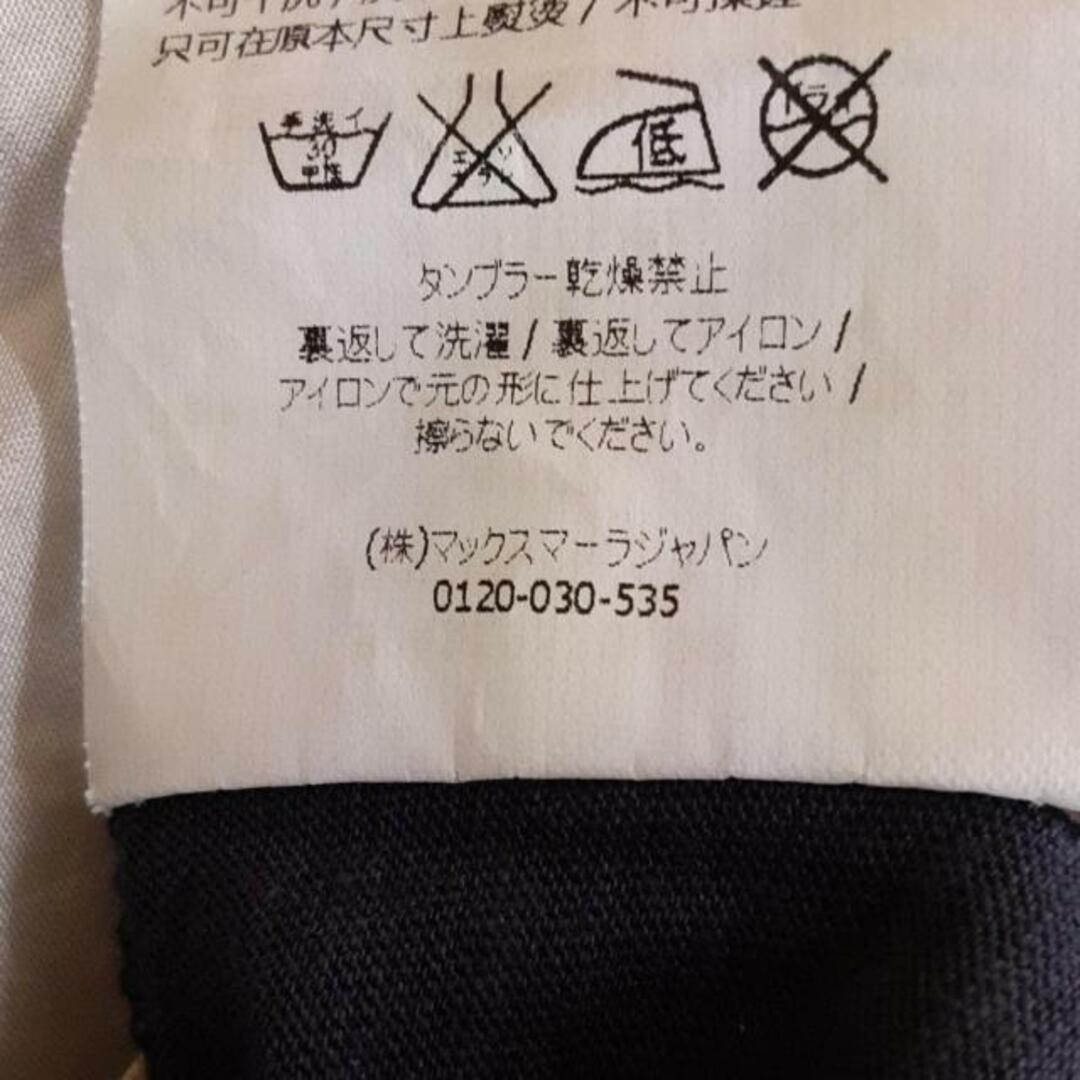 只可在原本尺寸上熨烫 /
手洗イ
30
中性
低
タンブラー乾燥禁止
裏返して洗濯 / 裏返してアイロン /
アイロンで元の形に仕上げてください /
擦らないでください。
(株)マックスマーラジャパン
0120-030-535